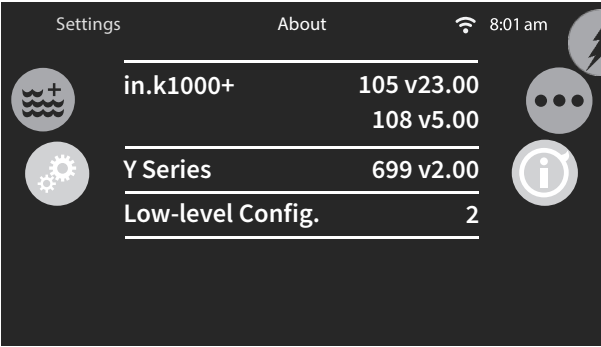 Settings About 8:01 am
in.k1000+ 105 v23.00
108 v5.00
Y Series 699 v2.00
Low-level Config. 2